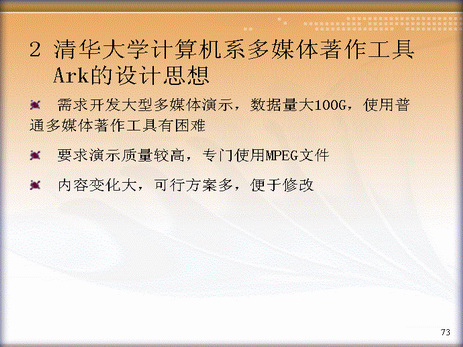 2 清华大学计算机系多媒体著作工具
Ark的设计思想
需求开发大型多媒体演示，数据量大100G，使用普
通多媒体著作工具有困难
要求演示质量较高，专门使用MPEG文件
内容变化大，可行方案多，便于修改
73